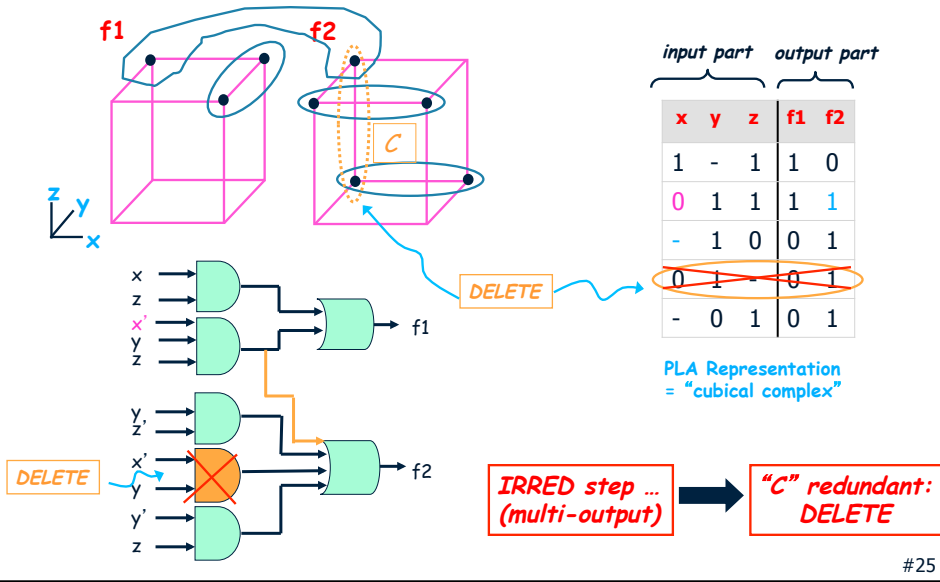 f1
f2
C
z
y
x
input part output part
x y z f1 f2
1 - 1 1 0
0 1 1 1 1
- 1 0 0 1
0 1 - 0 1
- 0 1 0 1
PLA Representation
= “cubical complex”
DELETE
x
z
x'
y
z
f1
y,
z'
x'
y
y'
z
f2
DELETE
IRRED step …
(multi-output)
“C” redundant:
DELETE
#25